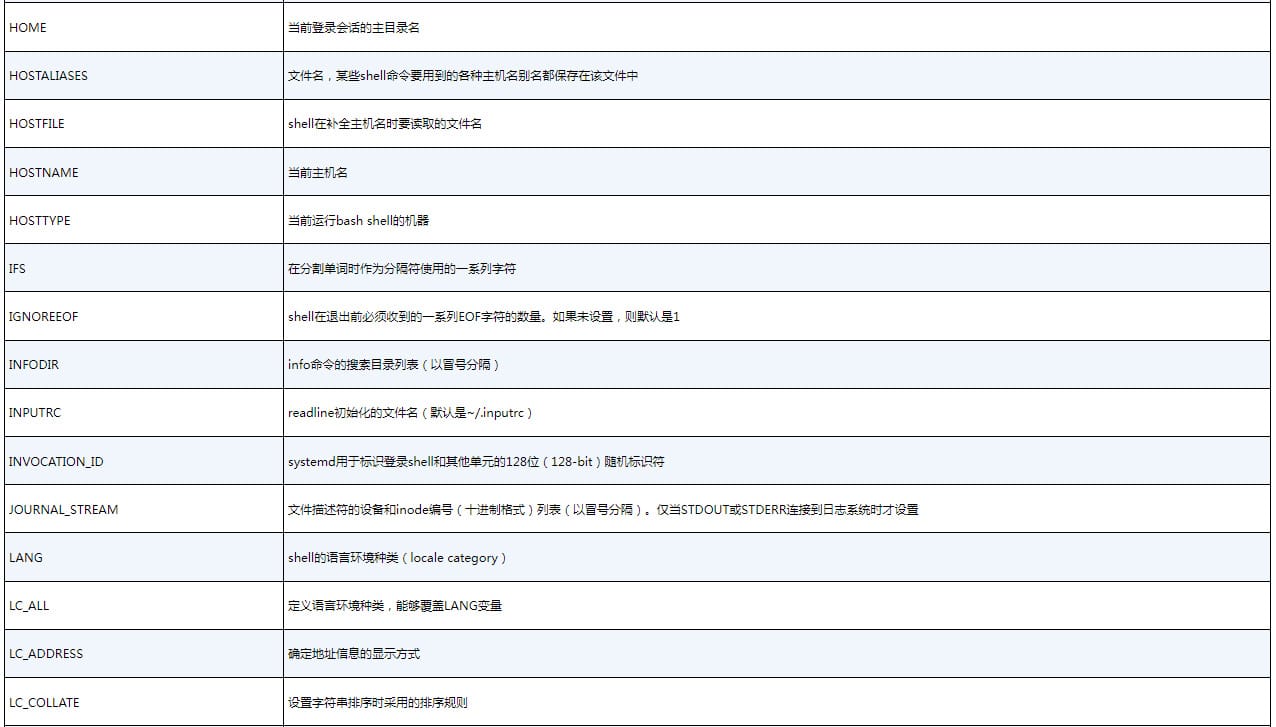 HOME 当前登录会话的主目录名
HOSTALIASES 文件名，某些shell命令要用到的各种主机名别名都保存在该文件中
HOSTFILE shell在补全主机名时要读取的文件名
HOSTNAME 当前主机名
HOSTTYPE 当前运行bash shell的机器
IFS 在分割单词时作为分隔符使用的一系列字符
IGNOREEOF shell在退出前必须收到的一系列EOF字符的数量。如果未设置，则默认是1
INFODIR info命令的搜索目录列表（以冒号分隔）
INPUTRC readline初始化的文件名（默认是~/.inputrc）
INVOCATION_ID systemd用于标识登录shell和其他单元的128位（128-bit）随机标识符
JOURNAL_STREAM 文件描述符的设备和inode编号（十进制格式）列表（以冒号分隔）。仅当STDOUT或STDERR连接到日志系统时才设置
LANG shell的语言环境种类（locale category）
LC_ALL 定义语言环境种类，能够覆盖LANG变量
LC_ADDRESS 确定地址信息的显示方式
LC_COLLATE 设置字符串排序时采用的排序规则